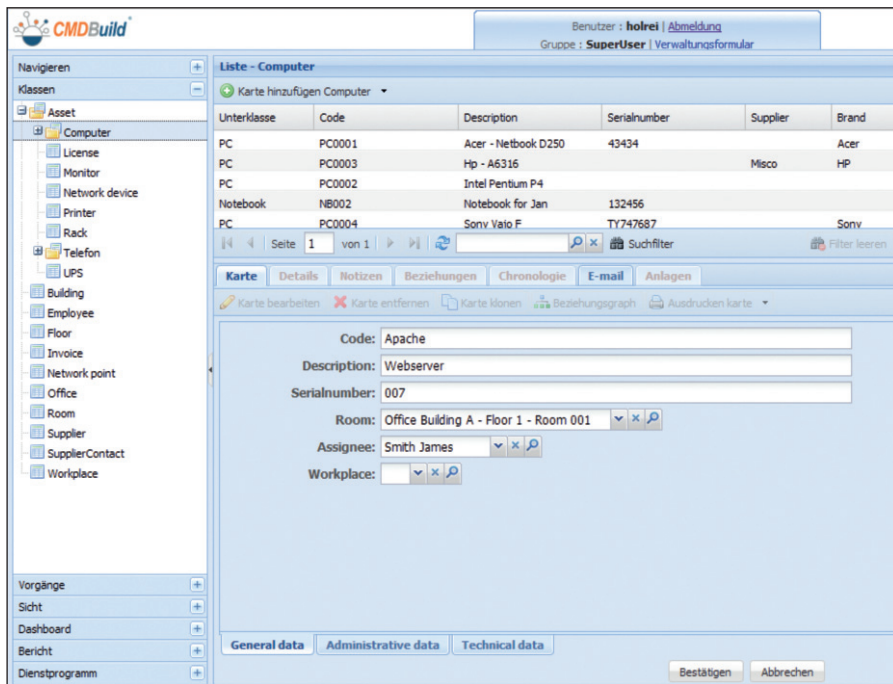 CMDBuild
Benutzer : holrei | Abmeldung
Gruppe : SuperUser | Verwaltungsformular
Navigieren
Klassen
Asset
Computer
License
Monitor
Network device
Printer
Rack
Telefon
UPS
Building
Employee
Floor
Invoice
Network point
Office
Room
Supplier
SupplierContact
Workplace
Vorgänge
Sicht
Dashboard
Bericht
Dienstprogramm
Liste - Computer
Karte hinzufügen Computer
Unterklasse Code Description Serialnumber Supplier Brand
PC PC0001 Acer - Netbook D250 43434 Acer
PC PC0003 Hp - A6316 Misco HP
PC PC0002 Intel Pentium P4
Notebook NB002 Notebook for Jan 132456
PC PC0004 Sony Vaio F TY747687 Sony
Seite 1 von 1 Suchfilter Filter leeren
Karte Details Notizen Beziehungen Chronologie E-mail Anlagen
Karte bearbeiten Karte entfernen Karte klonen Beziehungsgraph Ausdrucken karte
Code: Apache
Description: Webserver
Serialnumber: 007
Room: Office Building A - Floor 1 - Room 001
Assignee: Smith James
Workplace:
General data Administrative data Technical data
Bestätigen Abbrechen